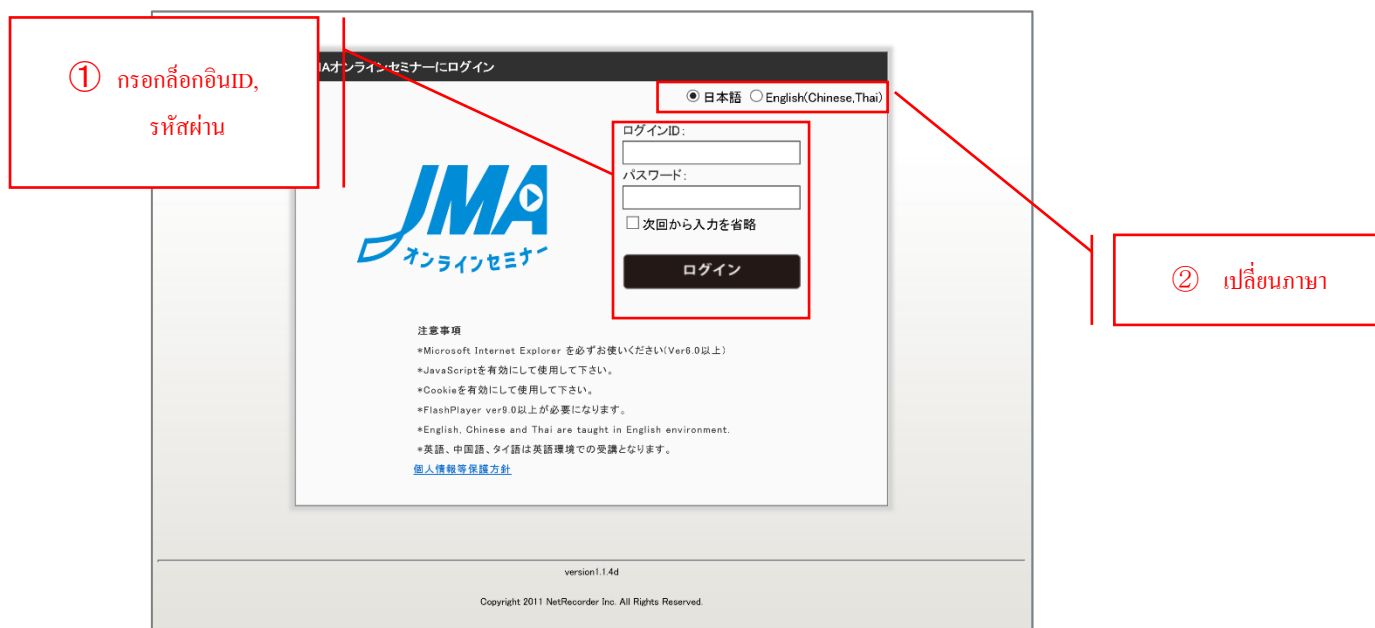 ① กรอกล็อกอินID,
รหัสผ่าน
Aオンラインセミナーにログイン
日本語 English(Chinese,Thai)
ログインID:
パスワード:
次回から入力を省略
ログイン
JMA
オンラインセミナー
② เปลี่ยนภาษา
注意事項
*Microsoft Internet Explorer を必ずお使いください(Ver6.0以上)
*JavaScriptを有効にして使用して下さい。
*Cookieを有効にして使用して下さい。
*FlashPlayer ver9.0以上が必要になります。
*English, Chinese and Thai are taught in English environment.
*英語、中国語、タイ語は英語環境での受講となります。
個人情報等保護方針
version1.1.4d
Copyright 2011 NetRecorder Inc. All Rights Reserved.